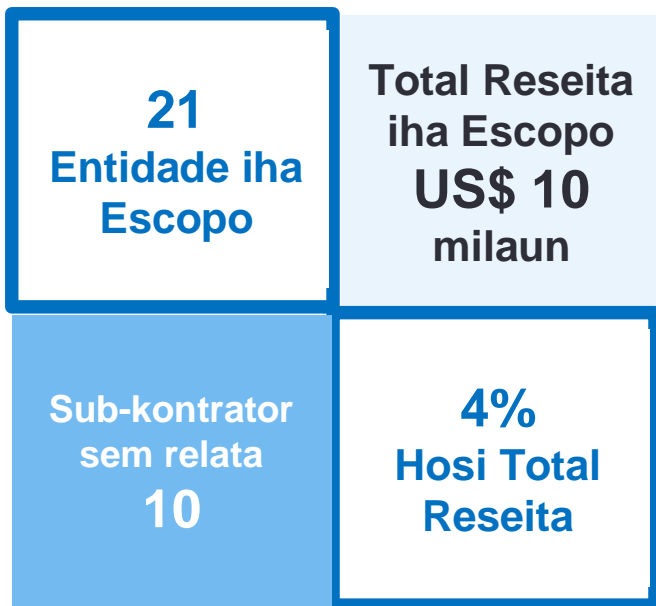 21
Entidade iha
Escopo
Total Reseita
iha Escopo
US$ 10
milaun
Sub-kontrator
sem relata
10
4%
Hosi Total
Reseita